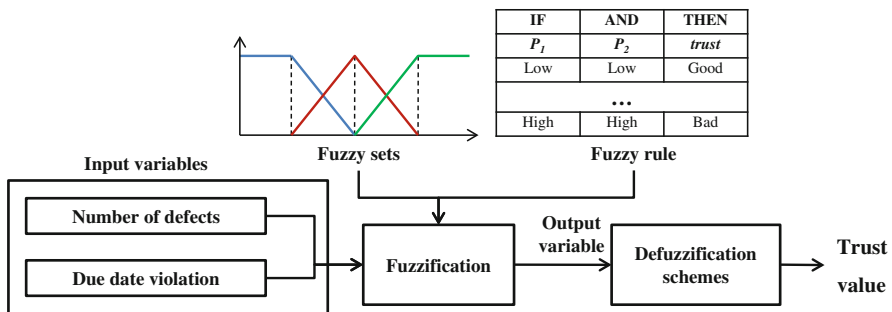 IF AND THEN
P1 P2 trust
Low Low Good
...
High High Bad
Fuzzy sets
Fuzzy rule
Input variables
Number of defects
Due date violation
Fuzzification
Output
variable
Defuzzification
schemes
Trust
value